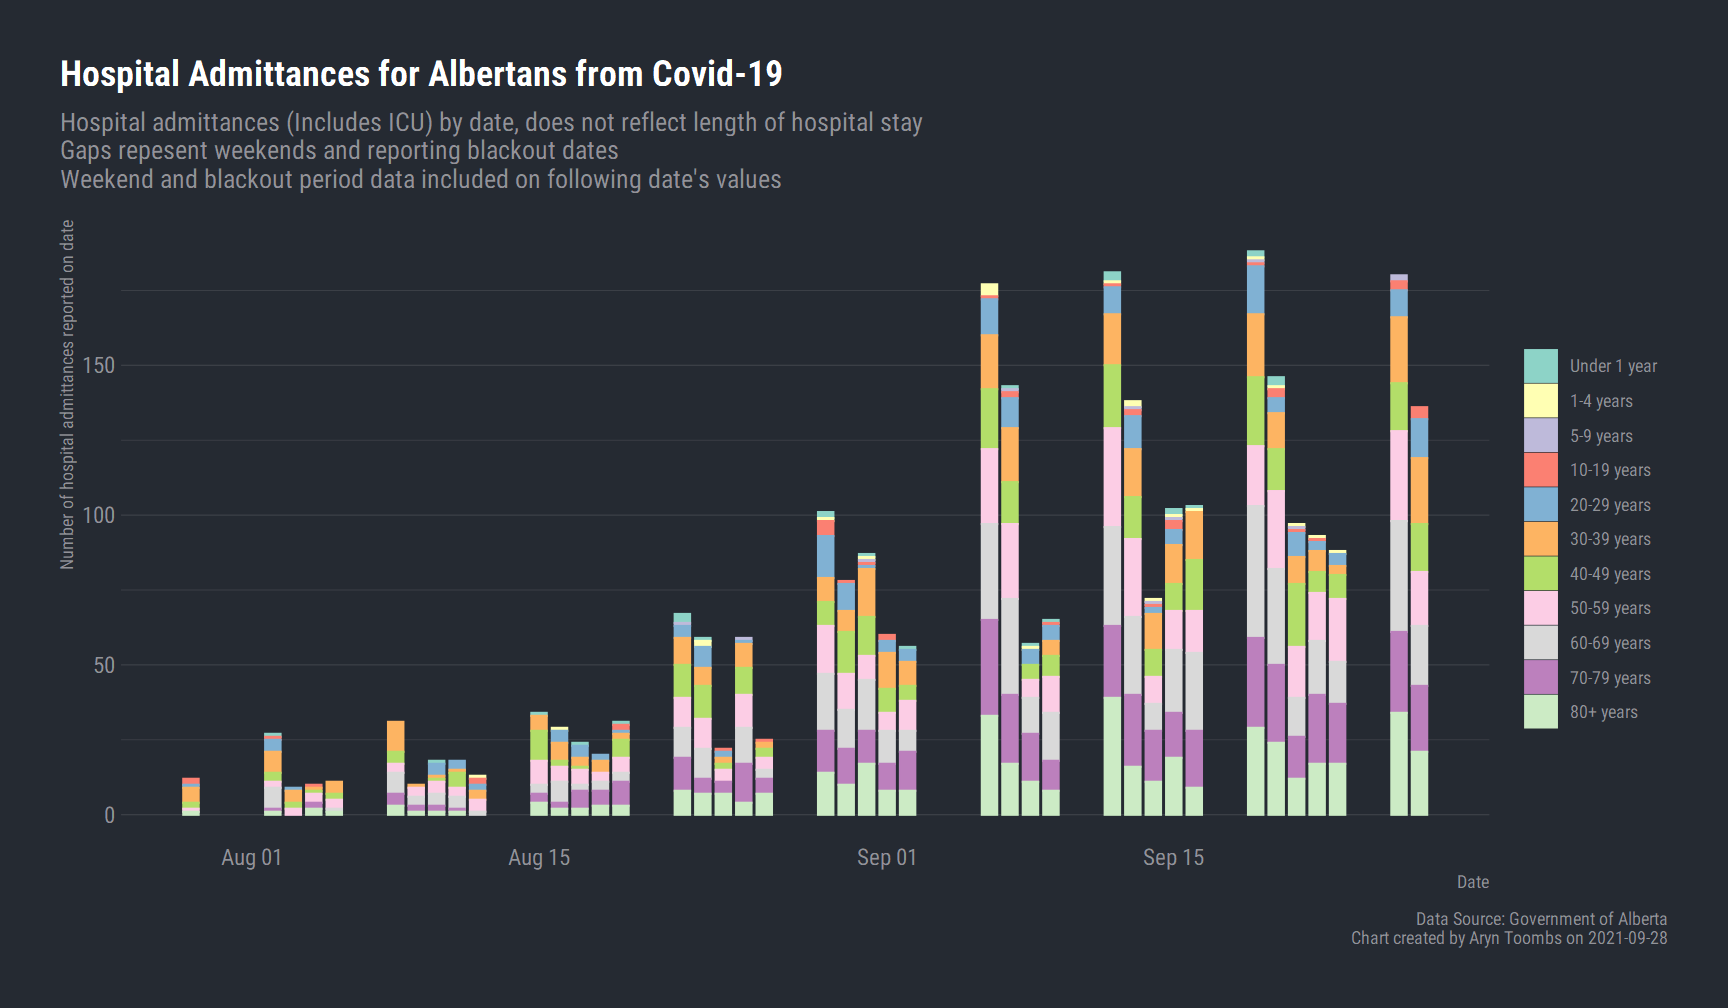 Hospital Admittances for Albertans from Covid-19
Hospital admittances (Includes ICU) by date, does not reflect length of hospital stay
Gaps repesent weekends and reporting blackout dates
Weekend and blackout period data included on following date's values
Number of hospital admittances reported on date
150
100
50
0
Aug 01
Aug 15
Sep 01
Sep 15
Date
Under 1 year
1-4 years
5-9 years
10-19 years
20-29 years
30-39 years
40-49 years
50-59 years
60-69 years
70-79 years
80+ years
Data Source: Government of Alberta
Chart created by Aryn Toombs on 2021-09-28